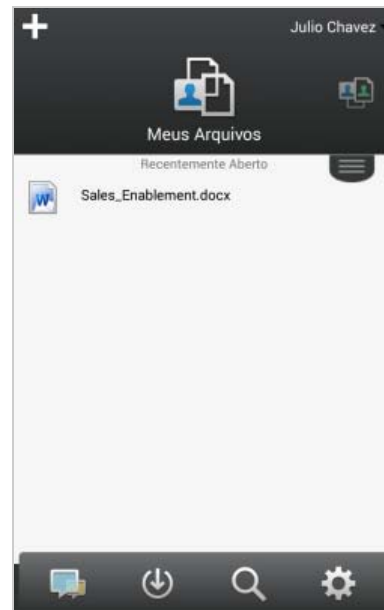 Julio Chavez
Meus Arquivos
Recentemente Aberto
Sales_Enablement.docx